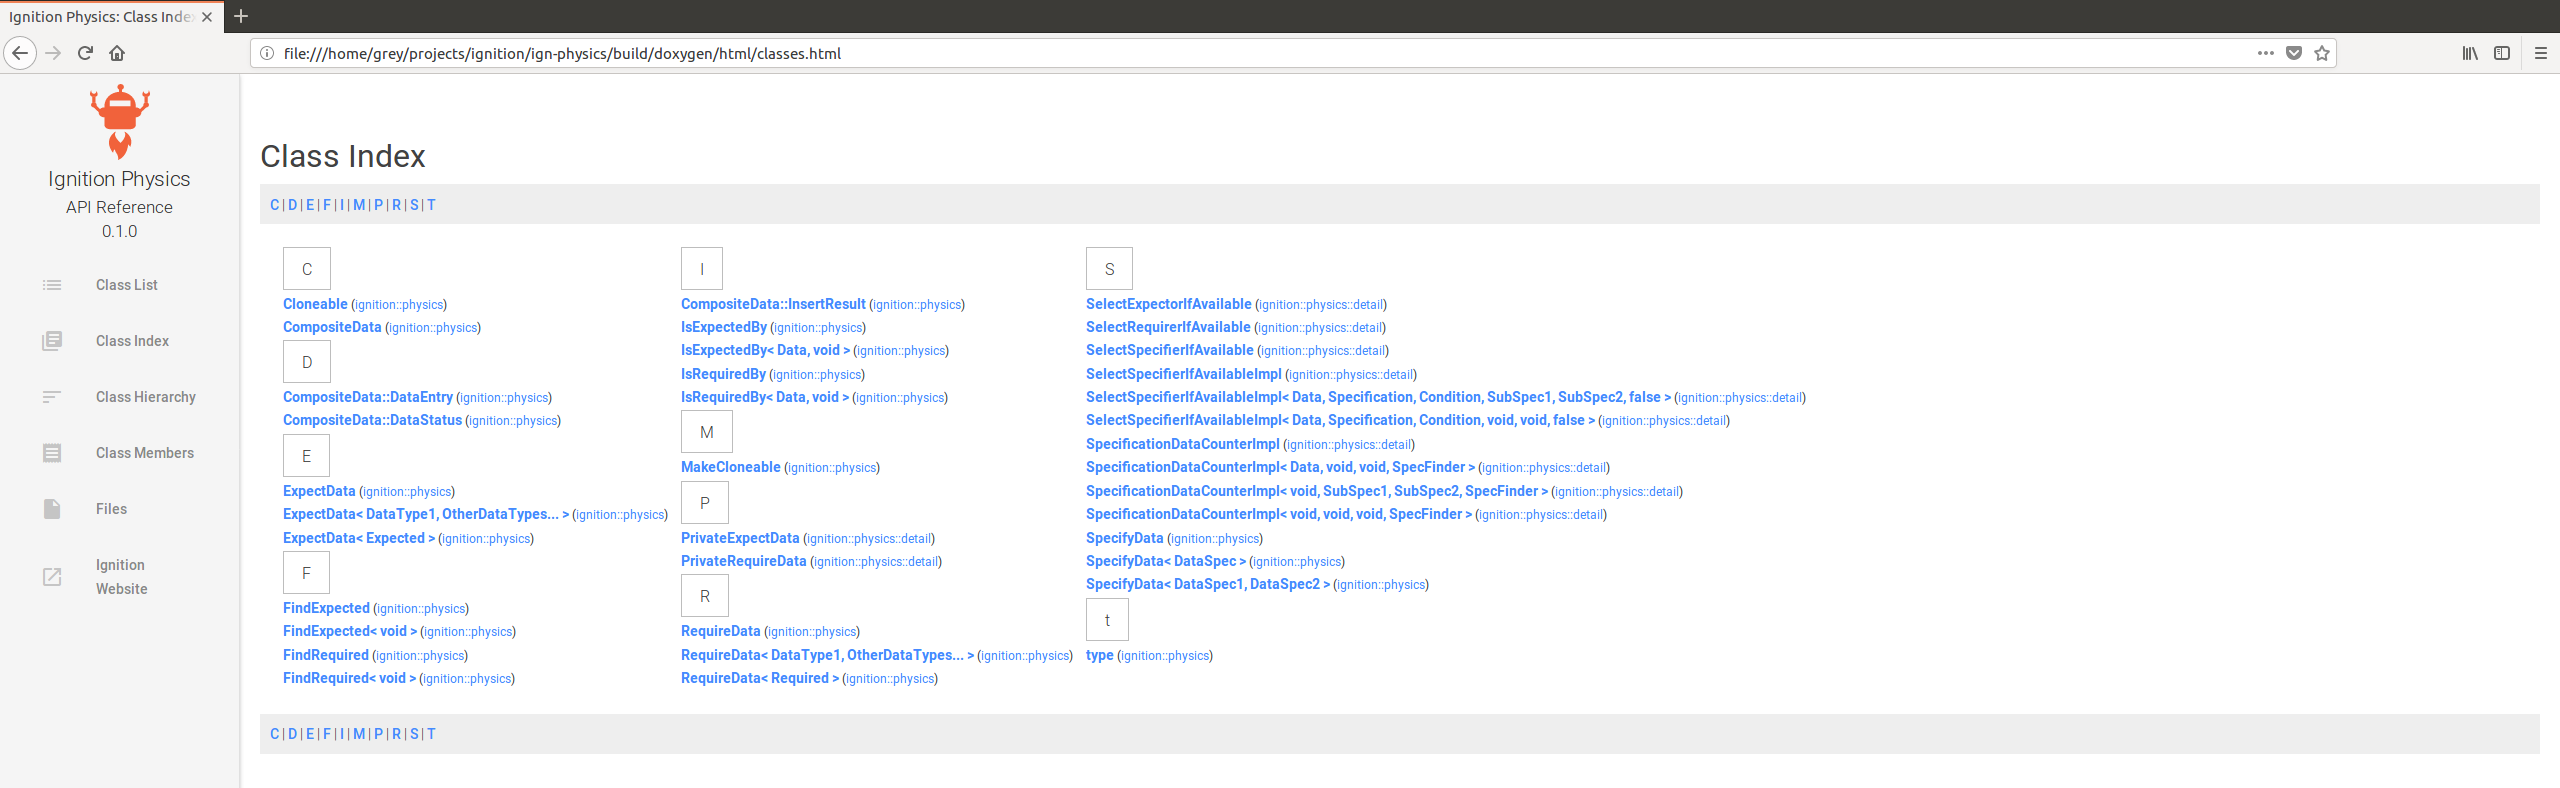 Ignition Physics: Class Inde
file:///home/grey/projects/ignition/ign-physics/build/doxygen/html/classes.html
Ignition Physics
API Reference
0.1.0
Class List
Class Index
Class Hierarchy
Class Members
Files
Ignition
Website
Class Index
C | D | E | F | I | M | P | R | S | T
C
Cloneable (ignition::physics)
CompositeData (ignition::physics)
D
CompositeData::DataEntry (ignition::physics)
CompositeData::DataStatus (ignition::physics)
E
ExpectData (ignition::physics)
ExpectData< DataType1, OtherDataTypes... > (ignition::physics)
ExpectData< Expected > (ignition::physics)
F
FindExpected (ignition::physics)
FindExpected< void > (ignition::physics)
FindRequired (ignition::physics)
FindRequired< void > (ignition::physics)
I
CompositeData::InsertResult (ignition::physics)
IsExpectedBy (ignition::physics)
IsExpectedBy< Data, void > (ignition::physics)
IsRequiredBy (ignition::physics)
IsRequiredBy< Data, void > (ignition::physics)
M
MakeCloneable (ignition::physics)
P
PrivateExpectData (ignition::physics::detail)
PrivateRequireData (ignition::physics::detail)
R
RequireData (ignition::physics)
RequireData< DataType1, OtherDataTypes... > (ignition::physics)
RequireData< Required > (ignition::physics)
S
SelectExpectorIfAvailable (ignition::physics::detail)
SelectRequirerIfAvailable (ignition::physics::detail)
SelectSpecifierIfAvailable (ignition::physics::detail)
SelectSpecifierIfAvailableImpl (ignition::physics::detail)
SelectSpecifierIfAvailableImpl< Data, Specification, Condition, SubSpec1, SubSpec2, false > (ignition::physics::detail)
SelectSpecifierIfAvailableImpl< Data, Specification, Condition, void, void, false > (ignition::physics::detail)
SpecificationDataCounterImpl (ignition::physics::detail)
SpecificationDataCounterImpl< Data, void, void, SpecFinder > (ignition::physics::detail)
SpecificationDataCounterImpl< void, SubSpec1, SubSpec2, SpecFinder > (ignition::physics::detail)
SpecificationDataCounterImpl< void, void, void, SpecFinder > (ignition::physics::detail)
SpecifyData (ignition::physics)
SpecifyData< DataSpec > (ignition::physics)
SpecifyData< DataSpec1, DataSpec2 > (ignition::physics)
t
type (ignition::physics)
C | D | E | F | I | M | P | R | S | T